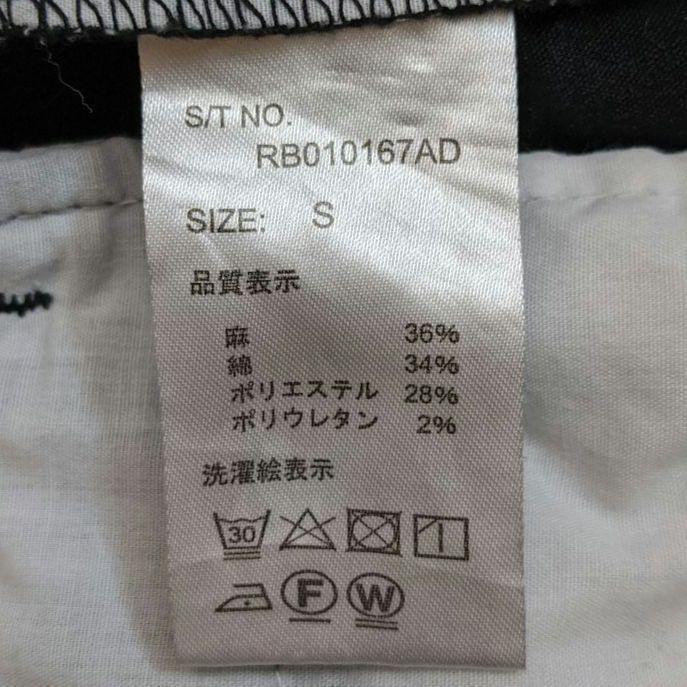 S/T NO.
RB010167AD
SIZE: S
品質表示
麻 36%
綿 34%
ポリエステル 28%
ポリウレタン 2%
洗濯絵表示
30
F W